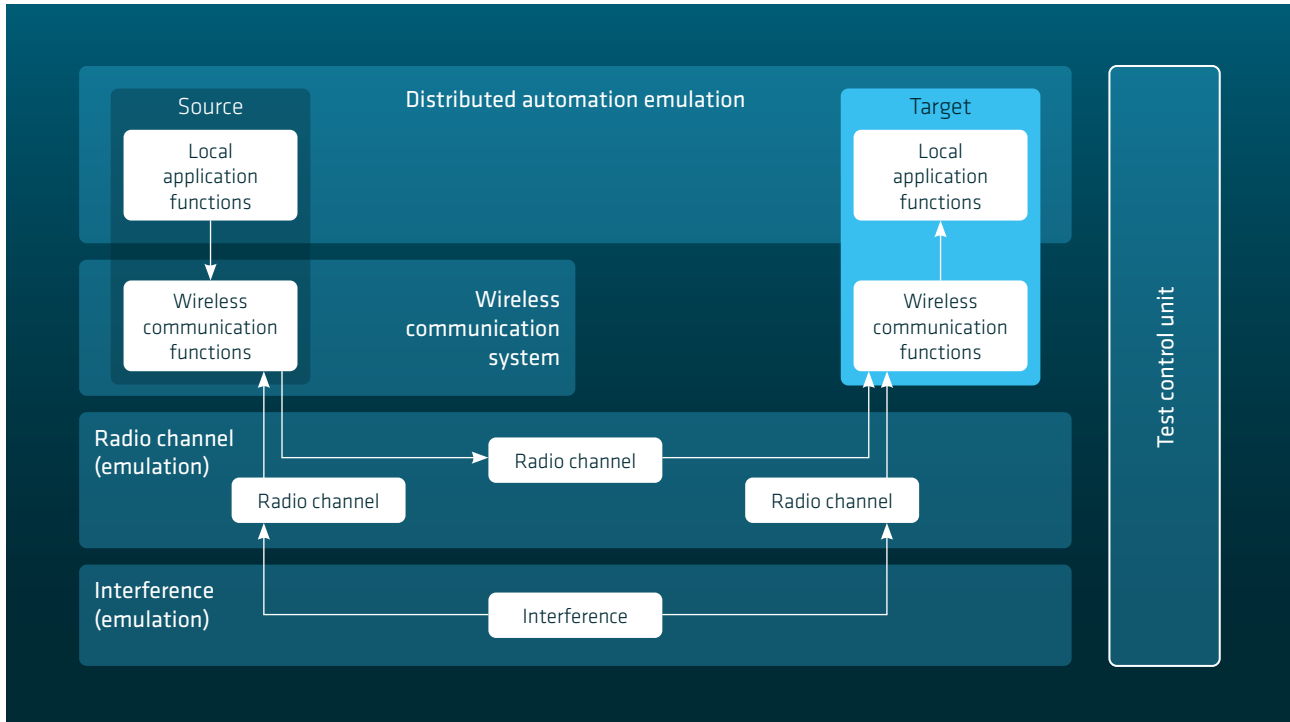 Distributed automation emulation
Source
Local
application
functions
Target
Local
application
functions
Wireless
communication
functions
Wireless
communication
system
Wireless
communication
functions
Radio channel
(emulation)
Radio channel
Radio channel
Radio channel
Interference
(emulation)
Interference
Test control unit